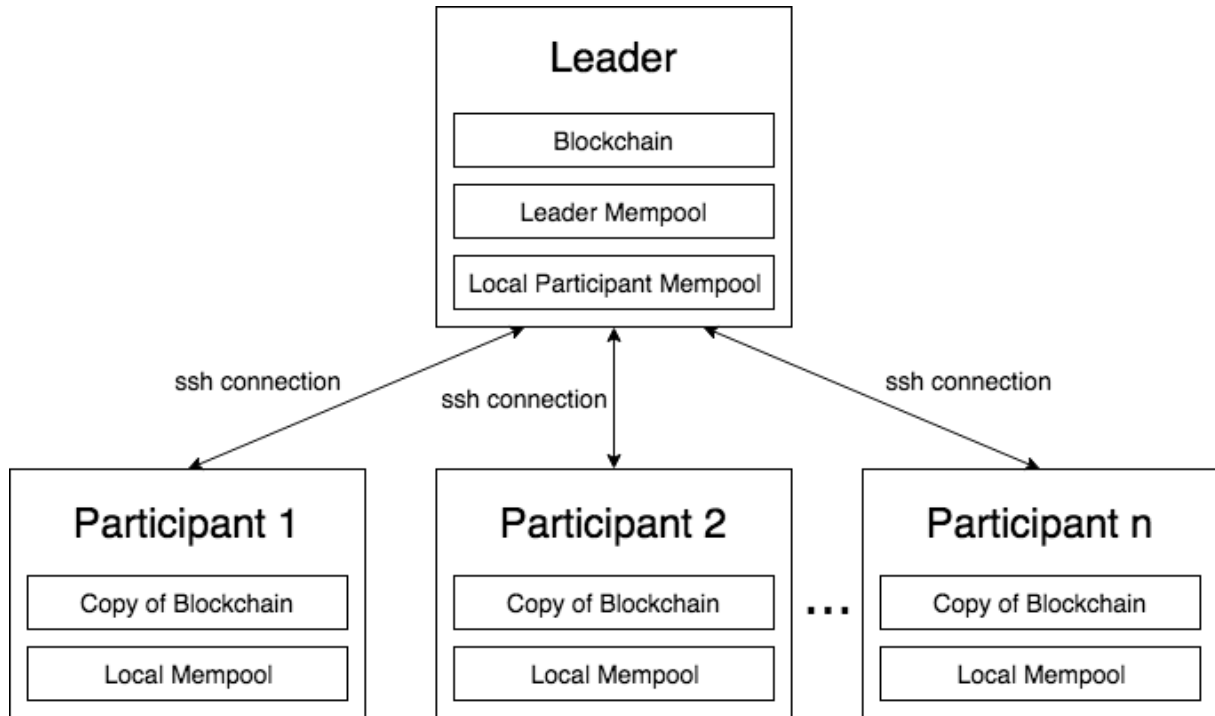 Leader
Blockchain
Leader Mempool
Local Participant Mempool
ssh connection
ssh connection
ssh connection
Participant 1
Copy of Blockchain
Local Mempool
Participant 2
Copy of Blockchain
Local Mempool
...
Participant n
Copy of Blockchain
Local Mempool